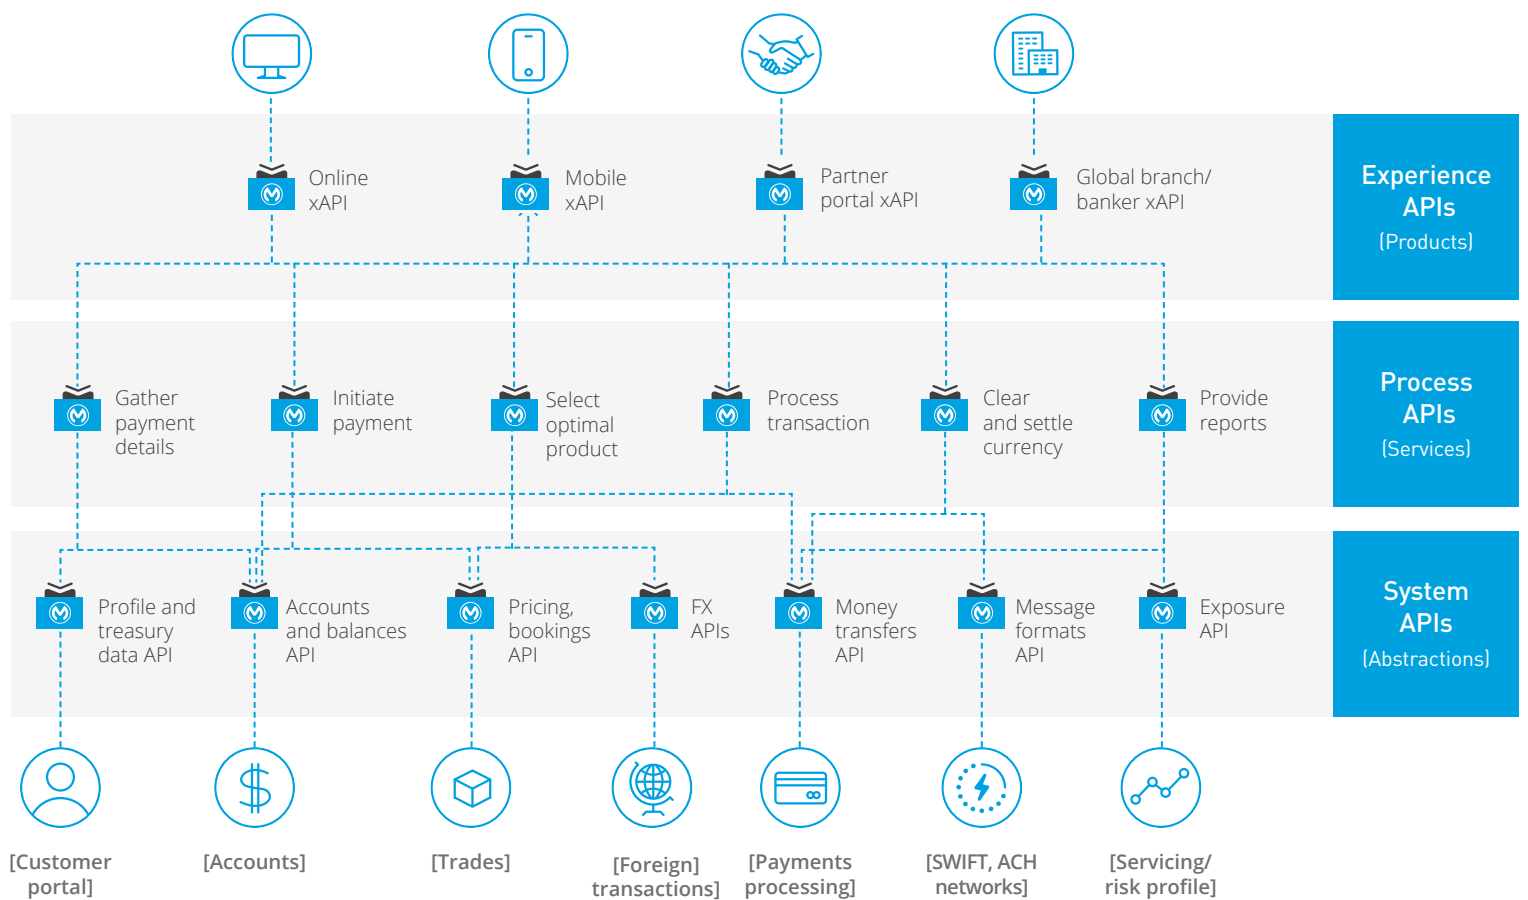 Online
xAPI
Mobile
xAPI
Partner
portal xAPI
Global branch/
banker xAPI
Experience
APIs
(Products)
Gather
payment
details
Initiate
payment
Select
optimal
product
Process
transaction
Clear
and settle
currency
Provide
reports
Process
APIs
(Services)
Profile and
treasury
data API
Accounts
and balances
API
Pricing,
bookings
API
FX
APIs
Money
transfers
API
Message
formats
API
Exposure
API
System
APIs
(Abstractions)
[Customer
portal]
[Accounts]
[Trades]
[Foreign]
transactions]
[Payments
processing]
[SWIFT, ACH
networks]
[Servicing/
risk profile]